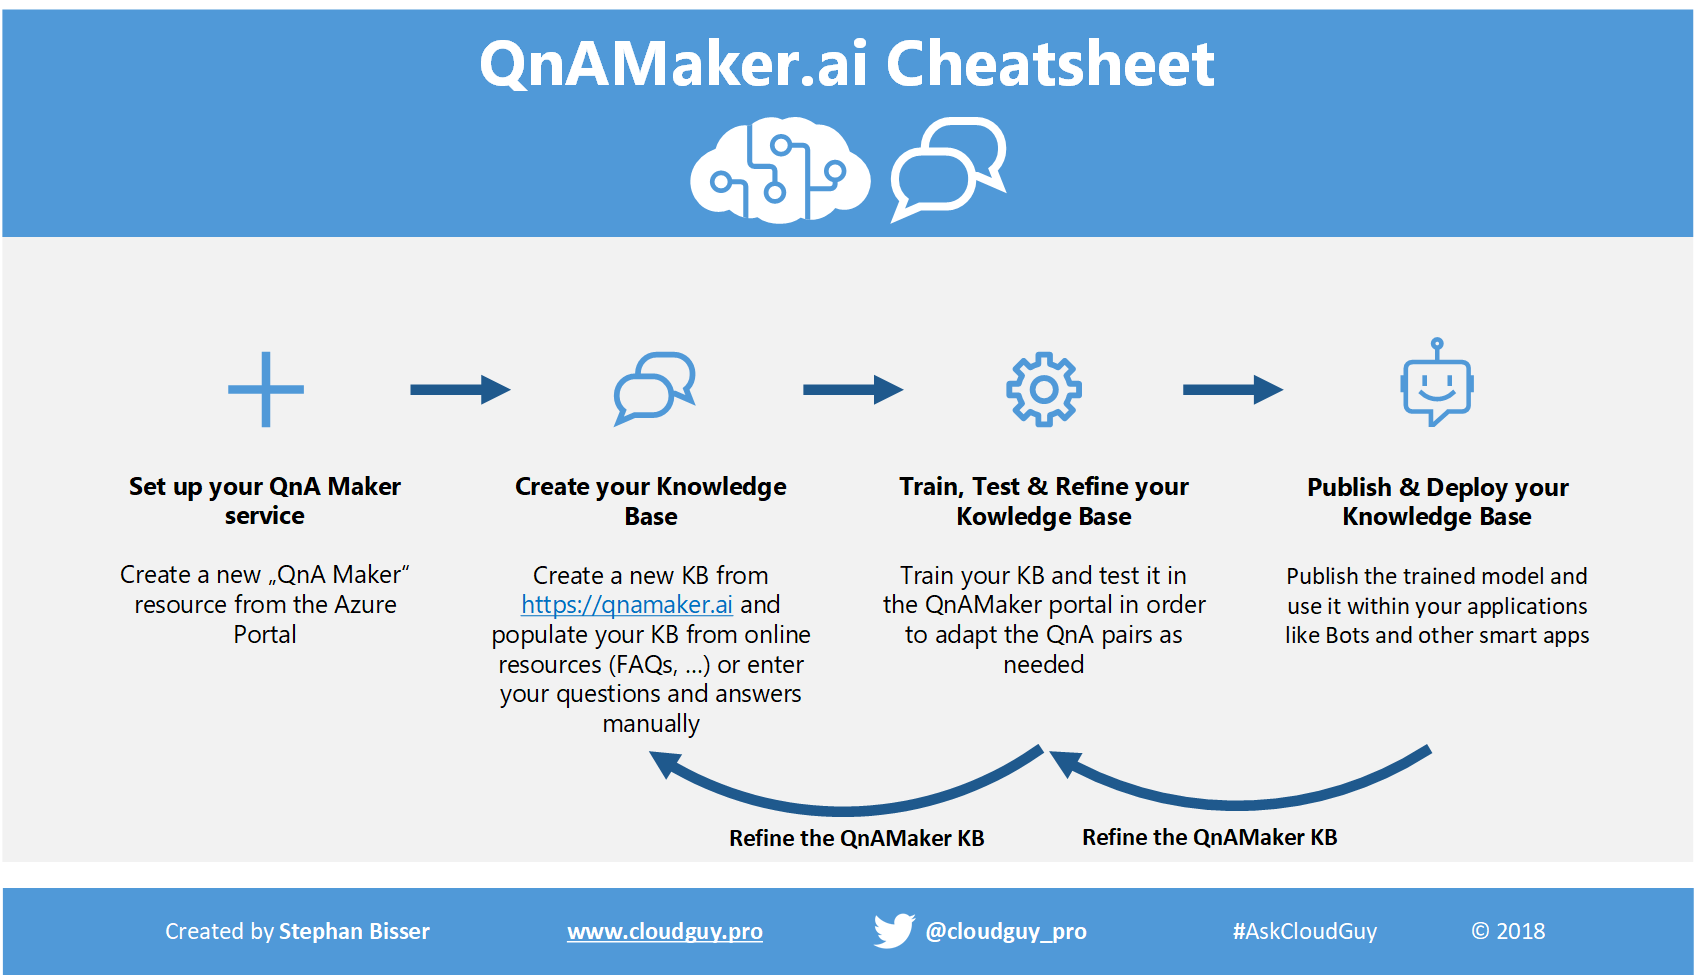 QnAMaker.ai Cheatsheet
Set up your QnA Maker
service
Create a new „QnA Maker“
resource from the Azure
Portal
Create your Knowledge
Base
Create a new KB from
https://qnamaker.ai and
populate your KB from online
resources (FAQs, ...) or enter
your questions and answers
manually
Train, Test & Refine your
Kowledge Base
Train your KB and test it in
the QnAMaker portal in order
to adapt the QnA pairs as
needed
Publish & Deploy your
Knowledge Base
Publish the trained model and
use it within your applications
like Bots and other smart apps
Refine the QnAMaker KB
Refine the QnAMaker KB
Created by Stephan Bisser
www.cloudguy.pro
@cloudguy_pro
#AskCloudGuy
© 2018